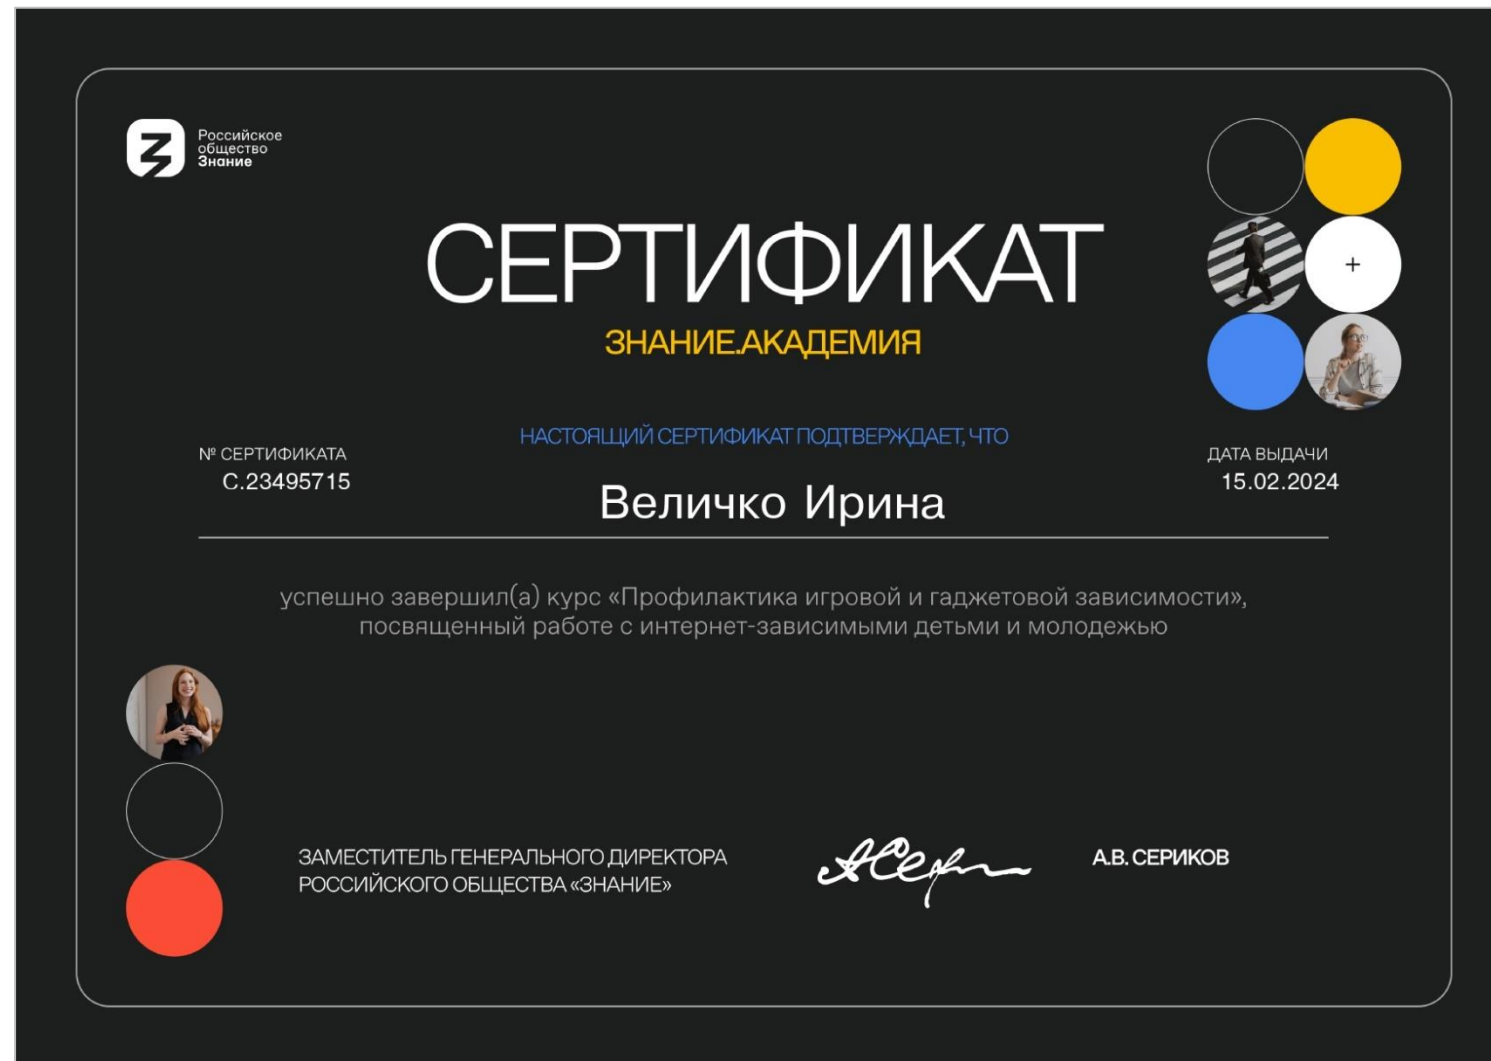 Российское
общество
Знание
СЕРТИФИКАТ
ЗНАНИЕ.АКАДЕМИЯ
НАСТОЯЩИЙ СЕРТИФИКАТ ПОДТВЕРЖДАЕТ, ЧТО
№ СЕРТИФИКАТА
С.23495715
ДАТА ВЫДАЧИ
15.02.2024
Величко Ирина
успешно завершил(а) курс «Профилактика игровой и гаджетовой зависимости»,
посвященный работе с интернет-зависимыми детьми и молодежью
ЗАМЕСТИТЕЛЬ ГЕНЕРАЛЬНОГО ДИРЕКТОРА
РОССИЙСКОГО ОБЩЕСТВА «ЗНАНИЕ»
А.В. СЕРИКОВ